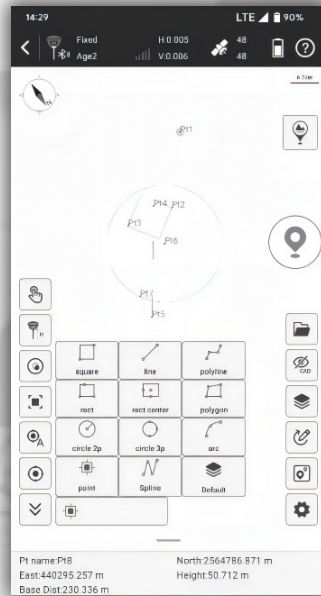 14:29 LTE 90%
Fixed H:0.005 48
Age2 V:0.006 48
Pt1
Pt4 Pt2
Pt3
Pt6
Pt7
Pt5
H
CAD
A
square line polyline
rect rect center polygon
circle 2p circle 3p arc
point Spline Default
Pt name:Pt8 North:2564786.871 m
East:440295.257 m Height:50.712 m
Base Dist:230.336 m